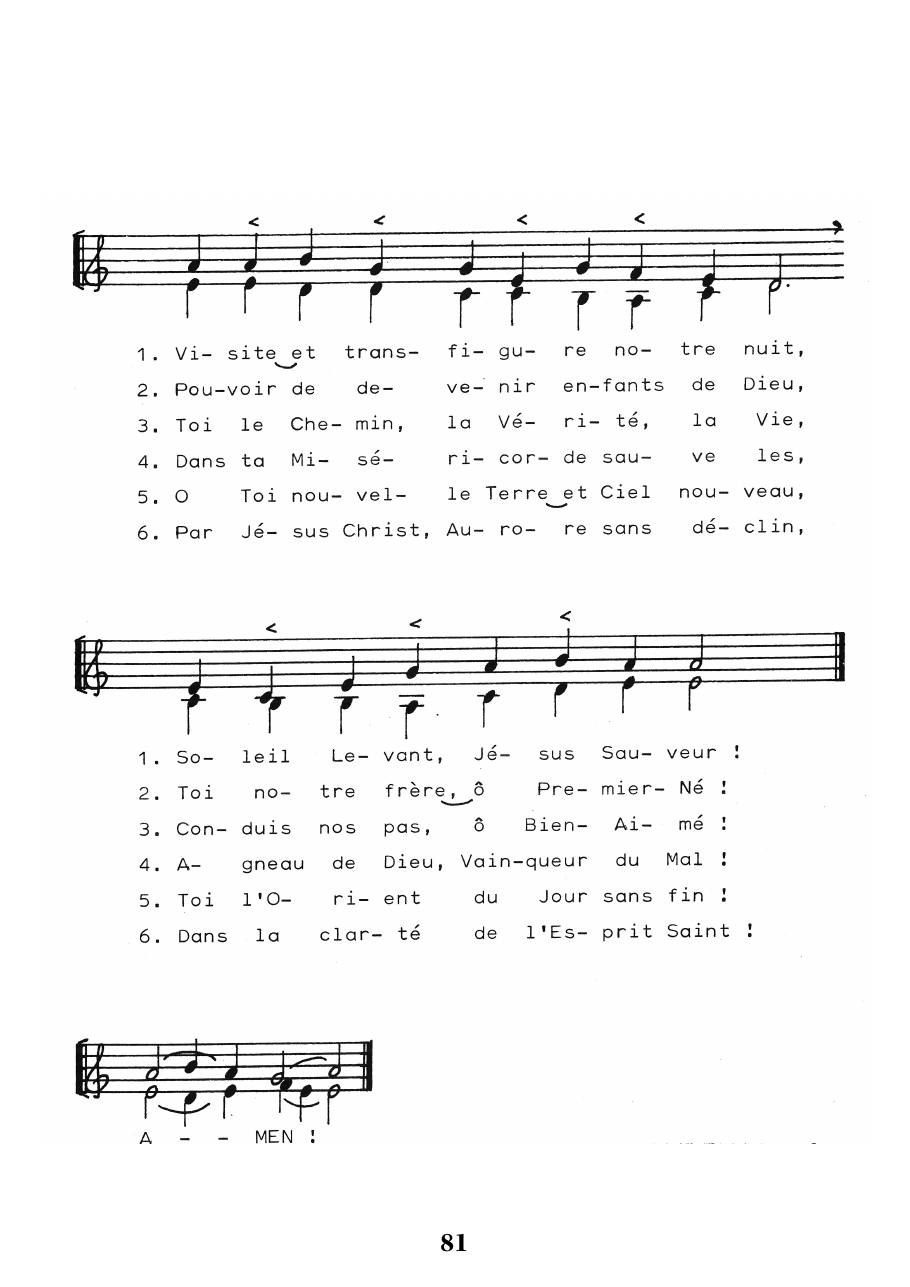 1. Vi- site et trans- fi- gu- re no- tre nuit,
2. Pou-voir de de- ve- nir en-fants de Dieu,
3. Toi le Che- min, la Vé- ri- té, la Vie,
4. Dans ta Mi- sé- ri- cor- de sau- ve les,
5. O Toi nou- vel- le Terre et Ciel nou- veau,
6. Par Jé- sus Christ, Au- ro- re sans dé- clin,
1. So- leil Le- vant, Jé- sus Sau- veur !
2. Toi no- tre frère, ô Pre- mier- Né !
3. Con- duis nos pas, ô Bien- Ai- mé !
4. A- gneau de Dieu, Vain-queur du Mal !
5. Toi l'O- ri- ent du Jour sans fin !
6. Dans la clar- té de l'Es- prit Saint !
A - - MEN !
81